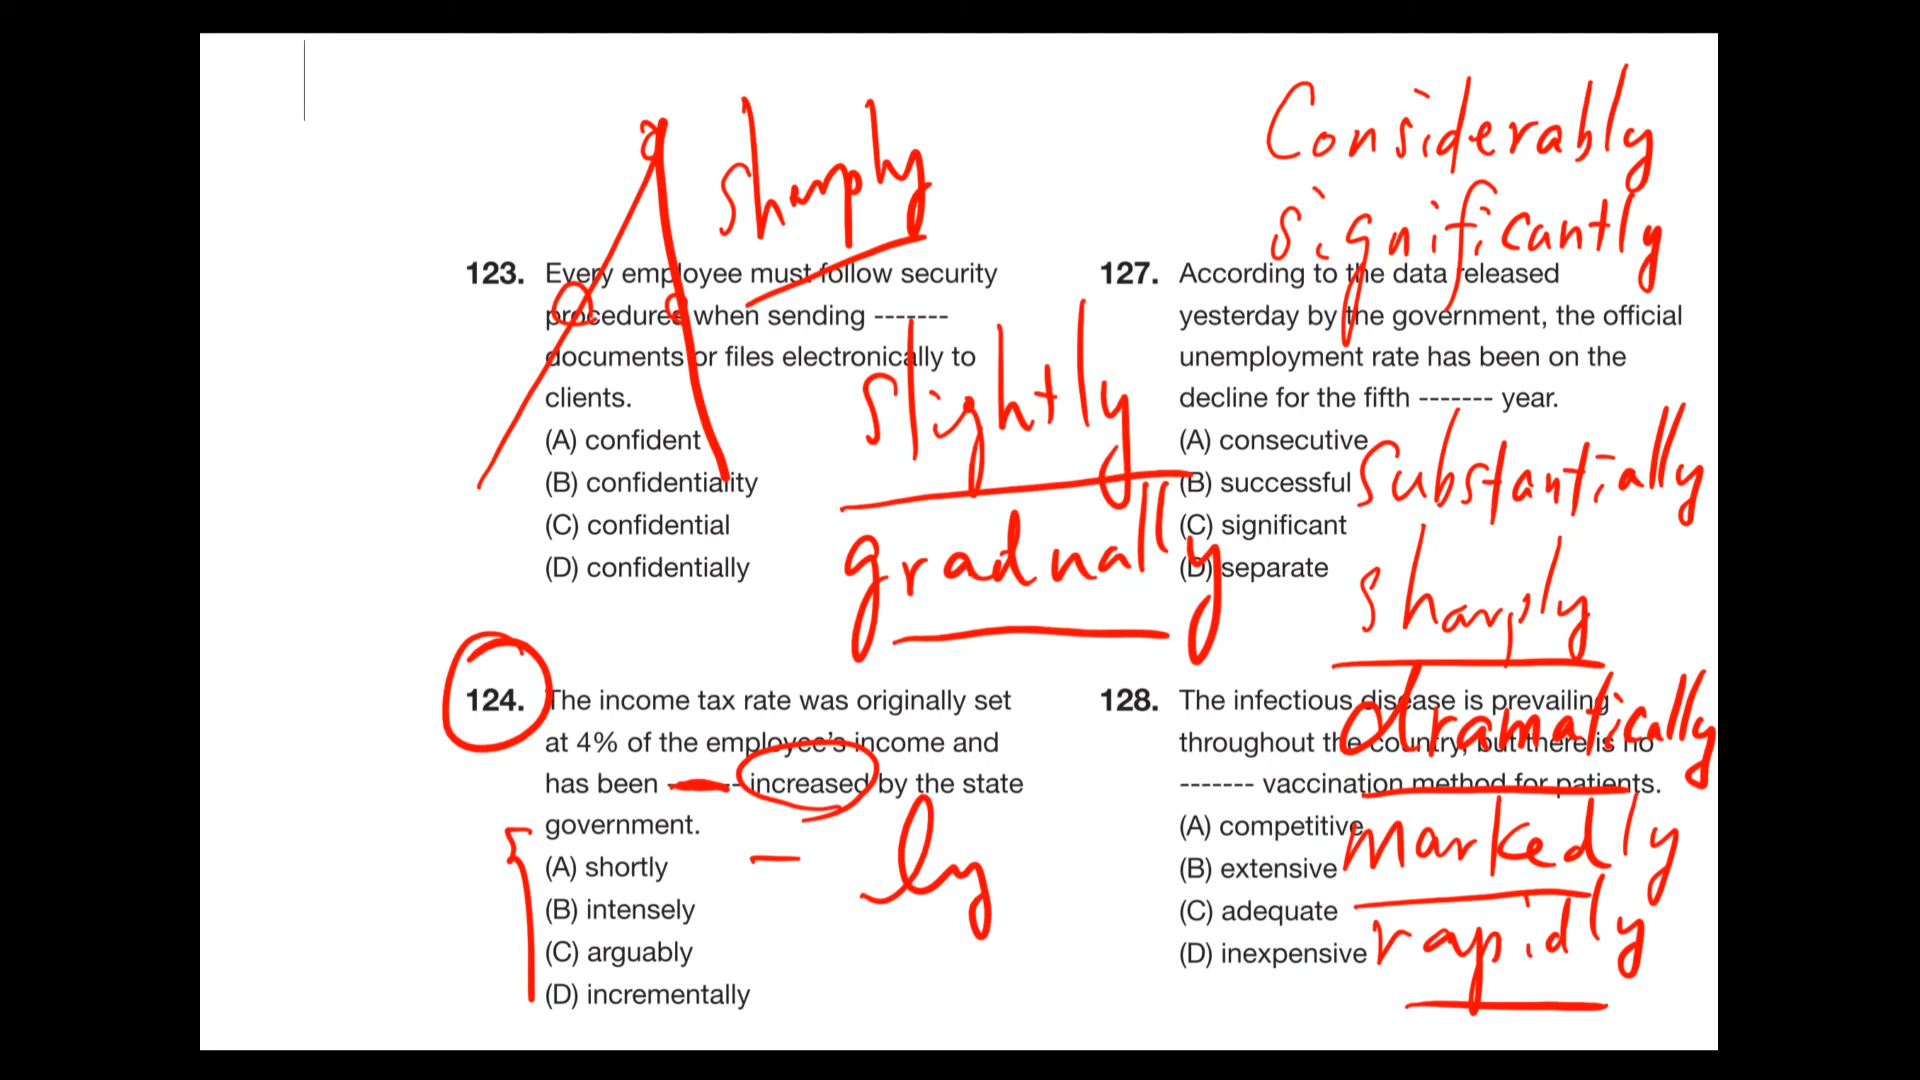 sharply
123. Every employee must follow security
procedures when sending -------
documents or files electronically to
clients.
(A) confident
(B) confidentiality
(C) confidential
(D) confidentially
slightly
gradually
124. The income tax rate was originally set
at 4% of the employee's income and
has been ------- increased by the state
government.
(A) shortly
(B) intensely
(C) arguably
(D) incrementally
- ly
Considerably
significantly
127. According to the data released
yesterday by the government, the official
unemployment rate has been on the
decline for the fifth ------- year.
(A) consecutive
(B) successful
(C) significant
(D) separate
substantially
sharply
128. The infectious disease is prevailing
throughout the country, but there is no
------- vaccination method for patients.
(A) competitive
(B) extensive
(C) adequate
(D) inexpensive
dramatically
markedly
rapidly